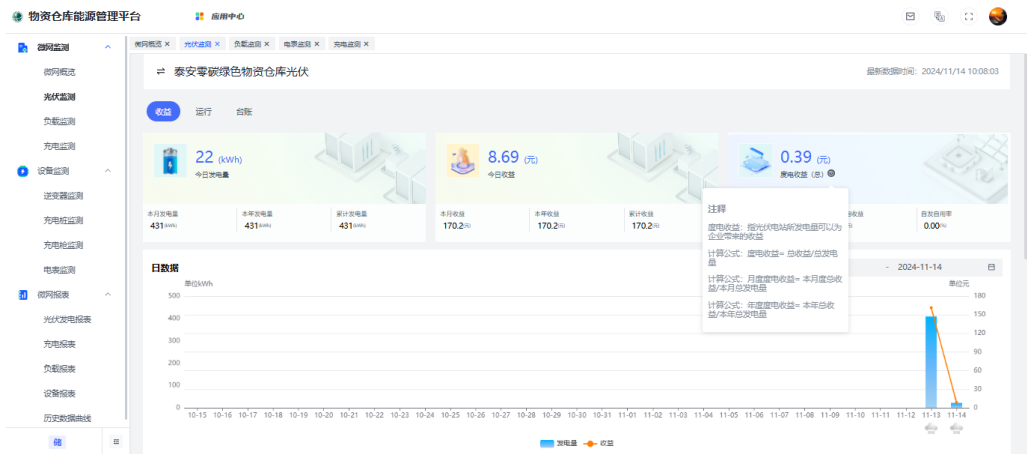 物资仓库能源管理平台
应用中心
微网监测
微网概览
光伏监测
负载监测
充电监测
设备监测
逆变器监测
充电桩监测
充电枪监测
电表监测
微网报表
光伏发电报表
充电报表
负载报表
设备报表
历史数据曲线
储
微网概览 × 光伏监测 × 负载监测 × 电表监测 × 充电监测 ×
泰安零碳绿色物资仓库光伏
最新数据时间：2024/11/14 10:08:03
收益 运行 台账
22 (kWh)
今日发电量
本月发电量 本年发电量 累计发电量
431(kWh) 431(kWh) 431(kWh)
8.69 (元)
今日收益
本月收益 本年收益 累计收益
170.2(元) 170.2(元) 170.2(元)
0.39 (元)
度电收益（总）
收益 自发自用率
0.00(%)
注释
度电收益：指光伏电站所发电量可以为
企业带来的收益
计算公式：度电收益= 总收益/总发电
量
计算公式：月度度电收益= 本月度总收
益/本月总发电量
计算公式：年度度电收益= 本年总收
益/本年总发电量
日数据
- 2024-11-14
单位kWh 单位元
500 180
400 150
300 120
200 90
100 60
0 30
0
10-15 10-16 10-17 10-18 10-19 10-20 10-21 10-22 10-23 10-24 10-25 10-26 10-27 10-28 10-29 10-30 10-31 11-01 11-02 11-03 11-04 11-05 11-06 11-07 11-08 11-09 11-10 11-11 11-12 11-13 11-14
发电量 收益